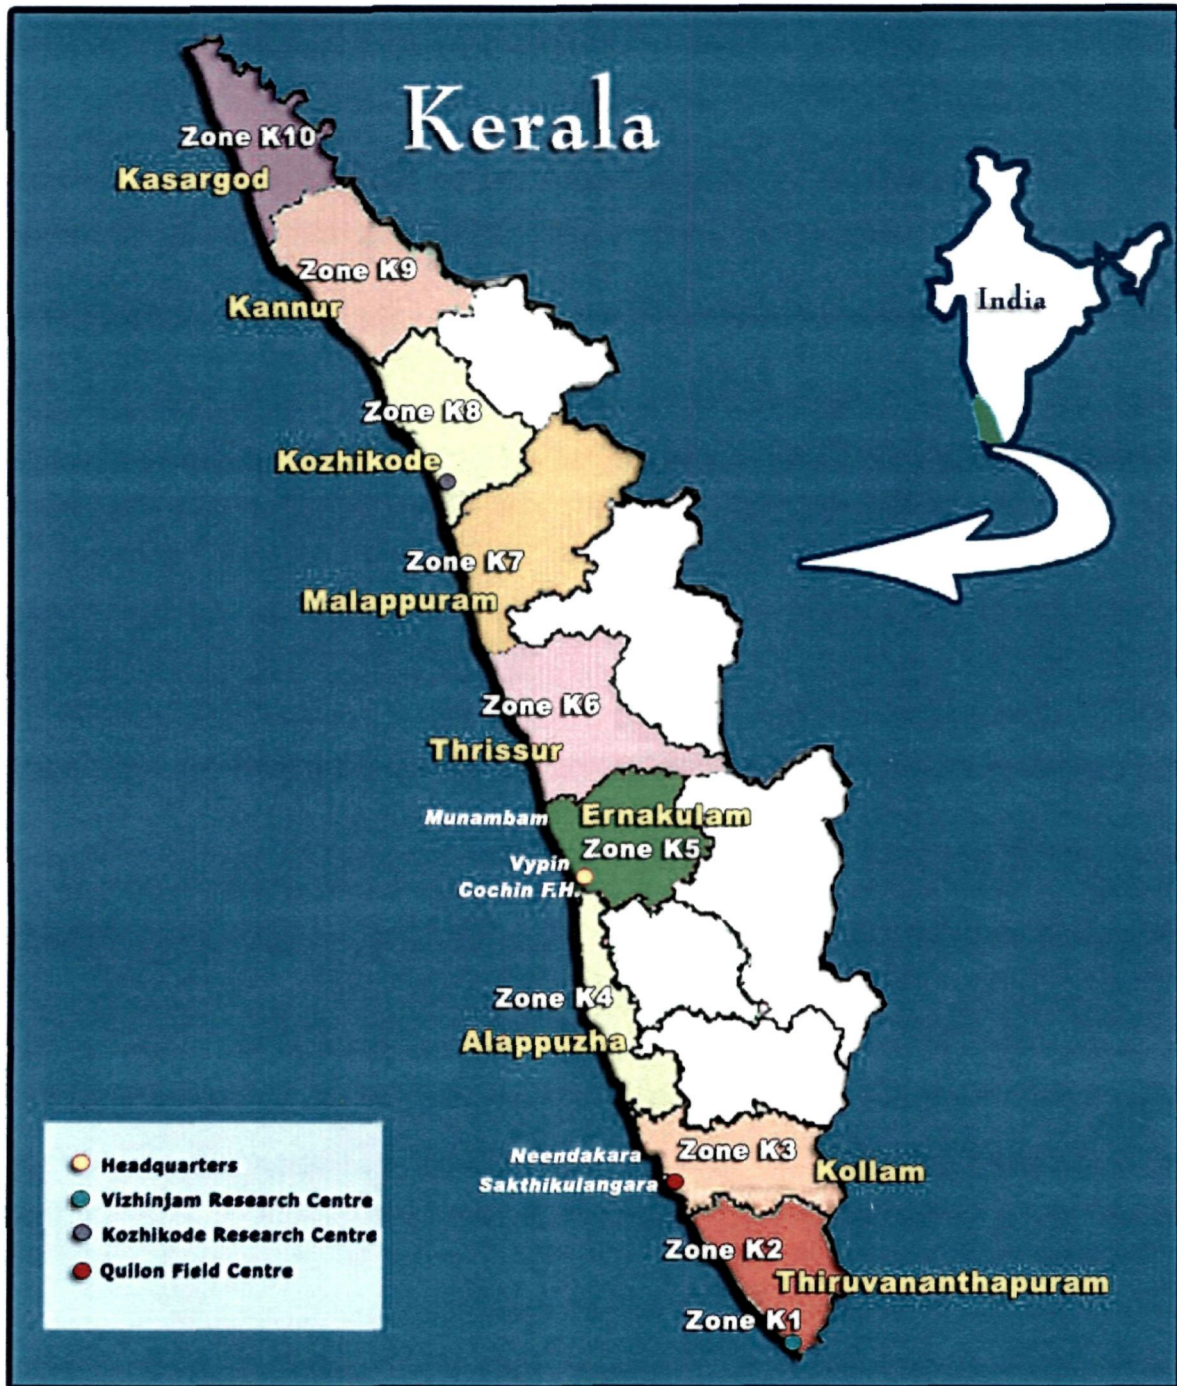 Kerala
Zone K10
Kasargod
Zone K9
Kannur
India
Zone K8
Kozhikode
Zone K7
Malappuram
Zone K6
Thrissur
Munambam
Ernakulam
Zone K5
Vypin
Cochin F.H.
Zone K4
Alappuzha
Neendakara
Zone K3
Kollam
Sakthikulangara
Zone K2
Thiruvananthapuram
Zone K1
Headquarters
Vizhinjam Research Centre
Kozhikode Research Centre
Quilon Field Centre